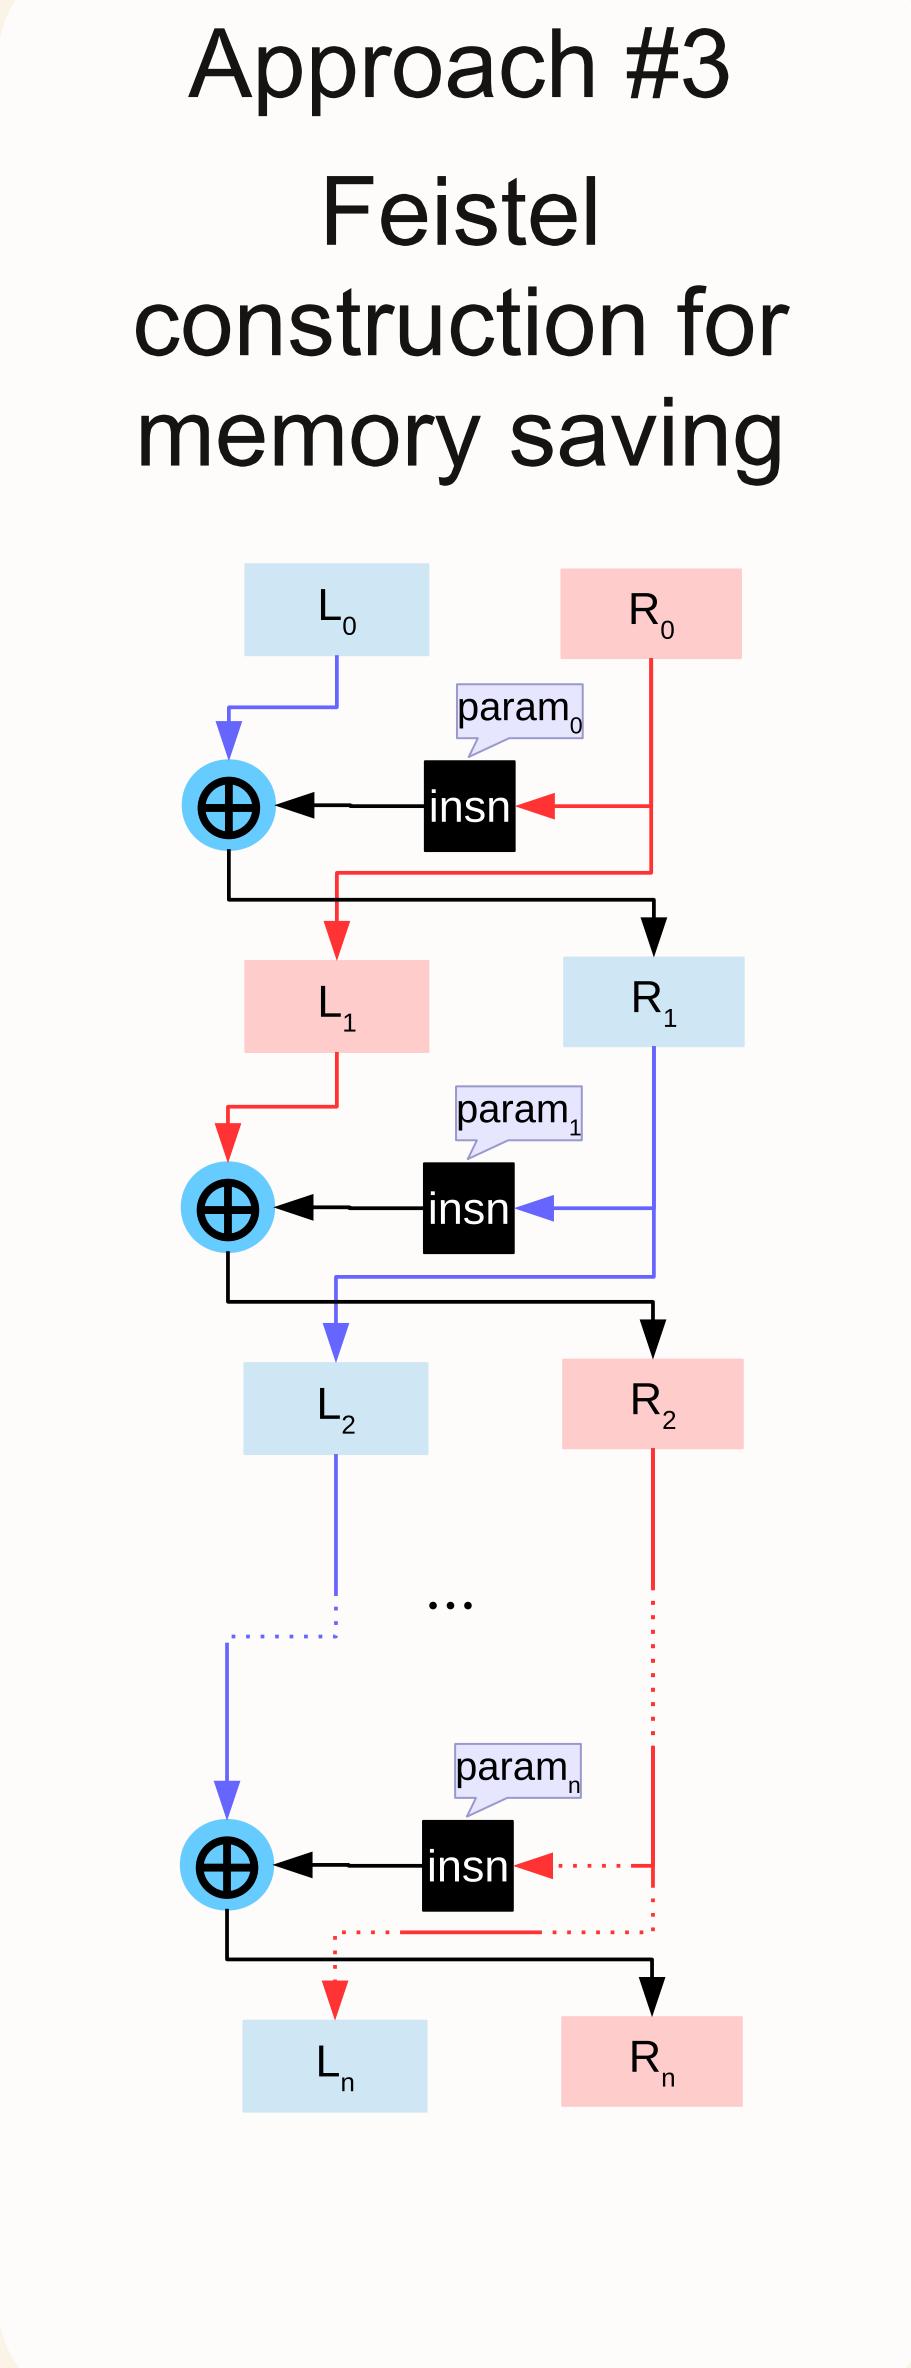 Approach #3
Feistel
construction for
memory saving
L0
R0
param0
insn
L1
R1
param1
insn
L2
R2
...
paramn
insn
Ln
Rn